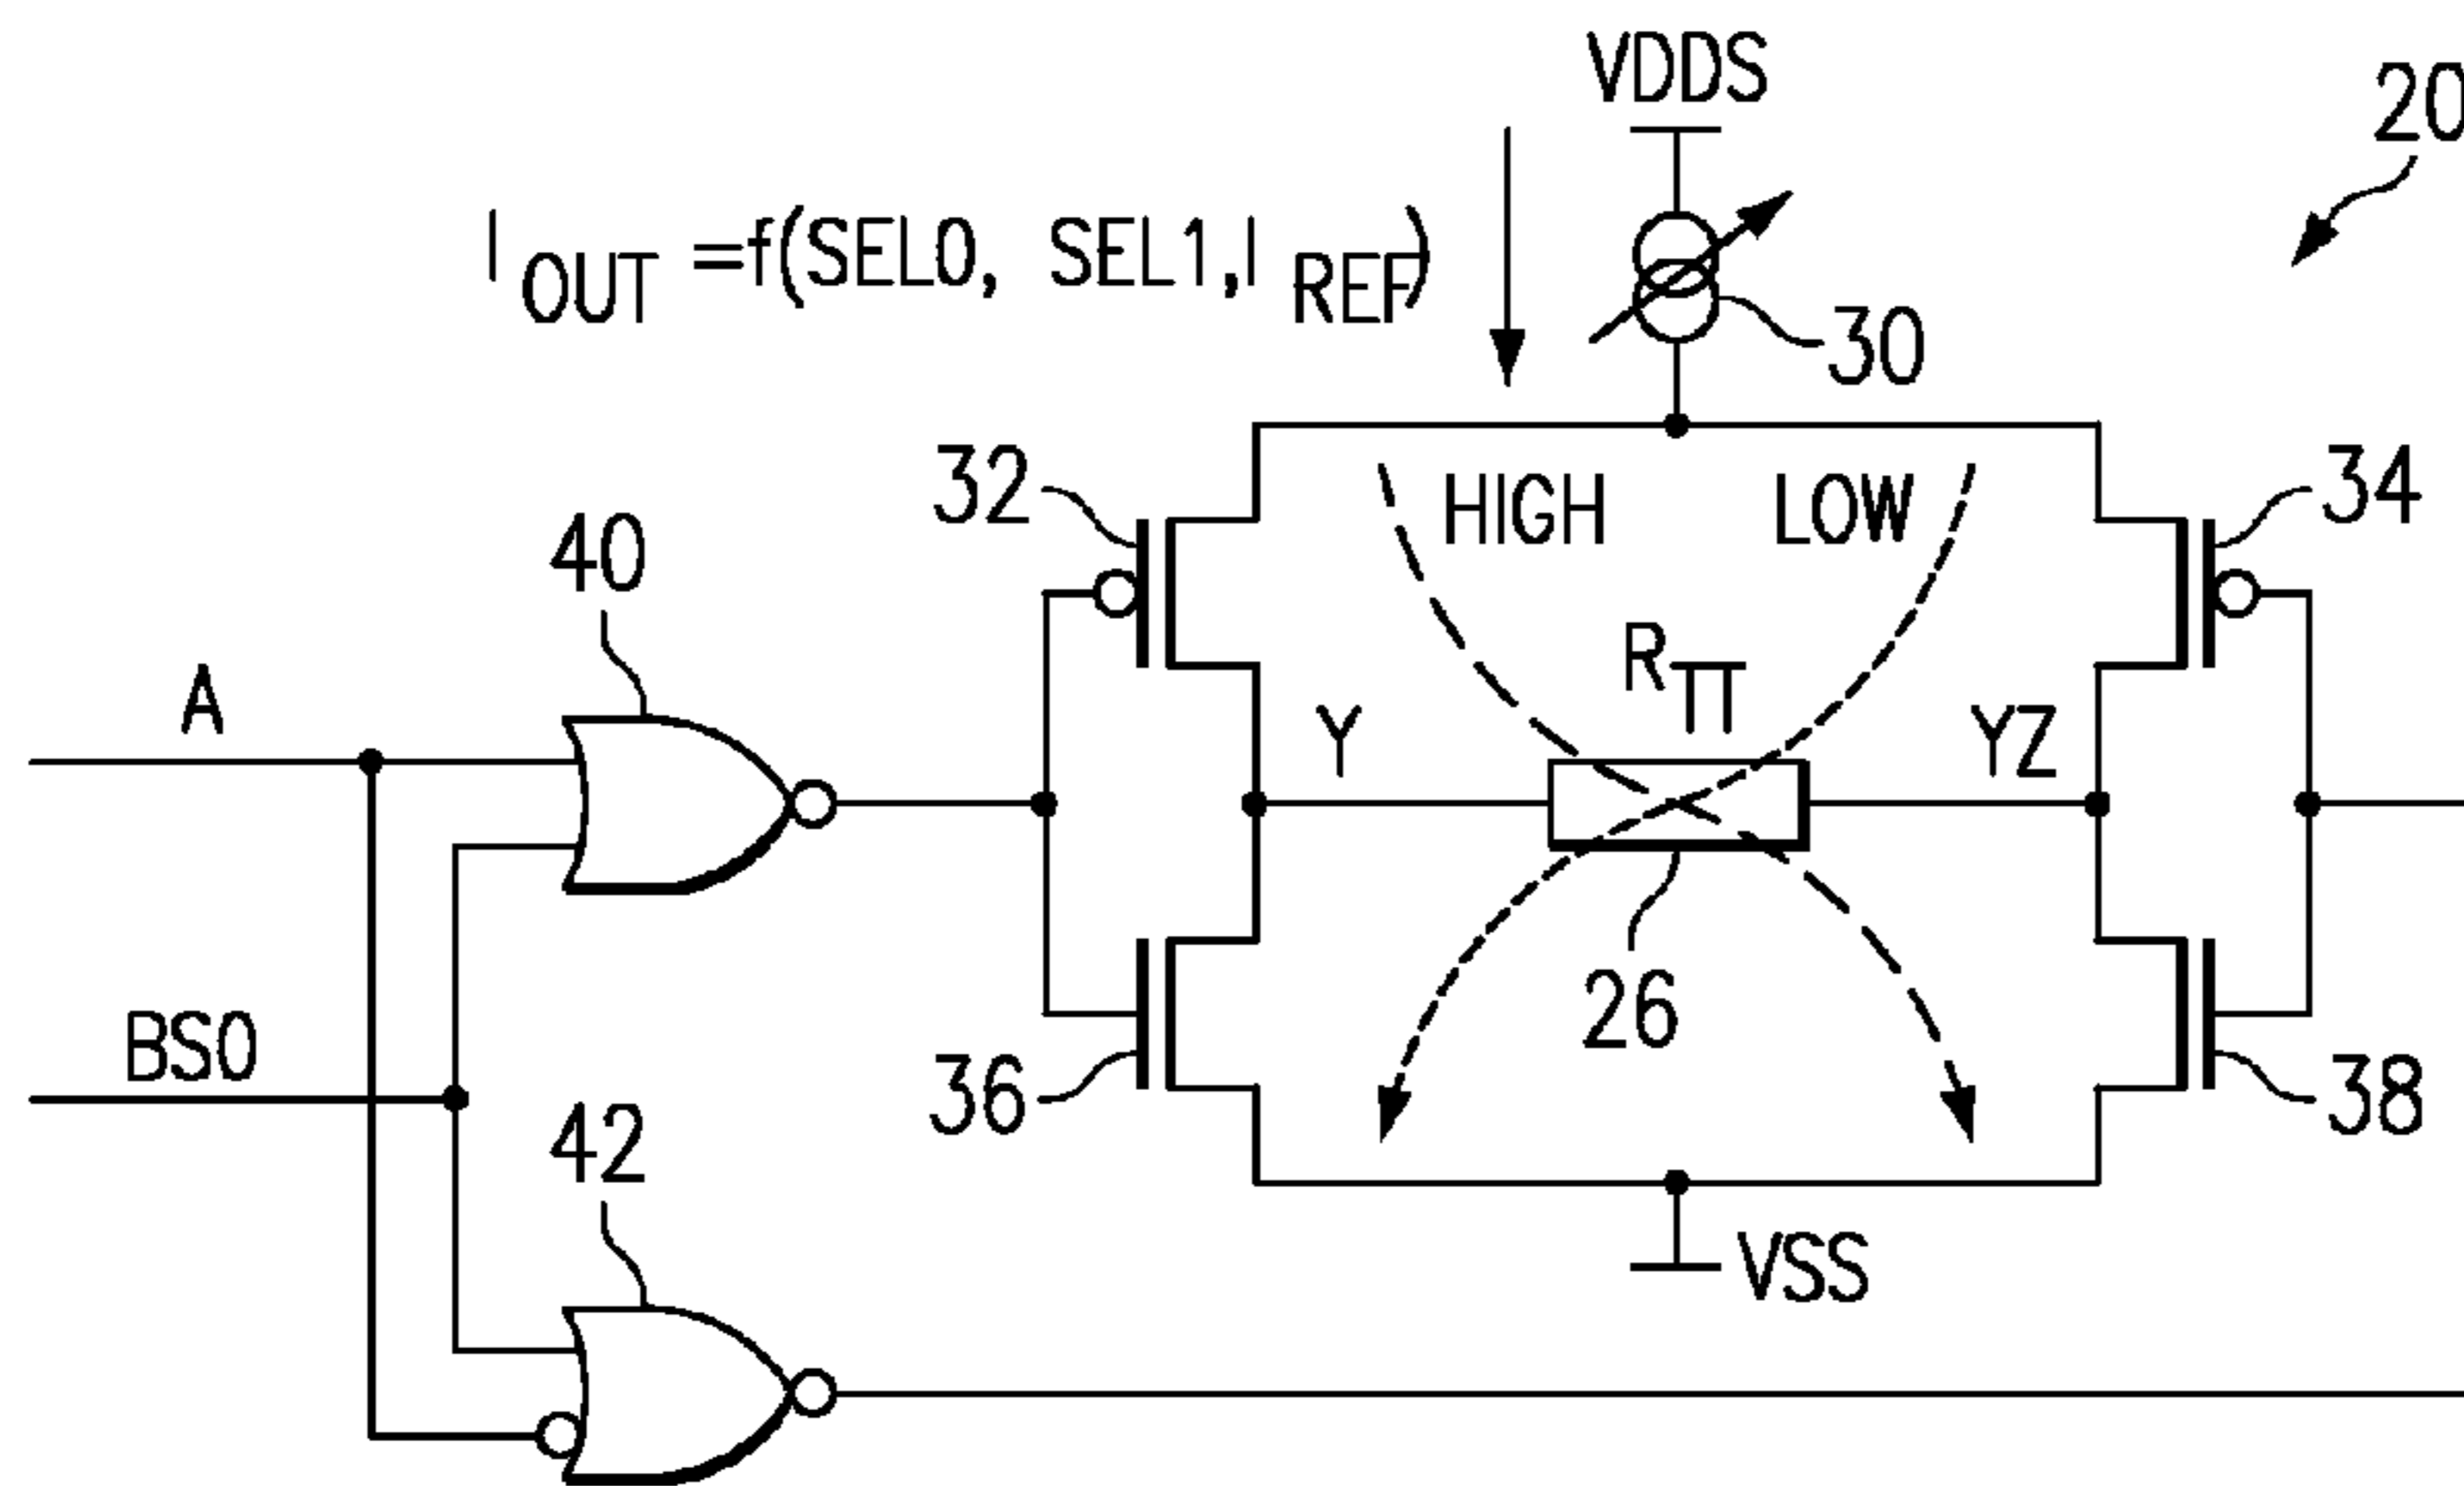 VDDS
20
I OUT =f(SEL0, SEL1,I REF)
30
32
HIGH
LOW
34
40
R π
A
Y
YZ
26
BS0
36
38
42
VSS